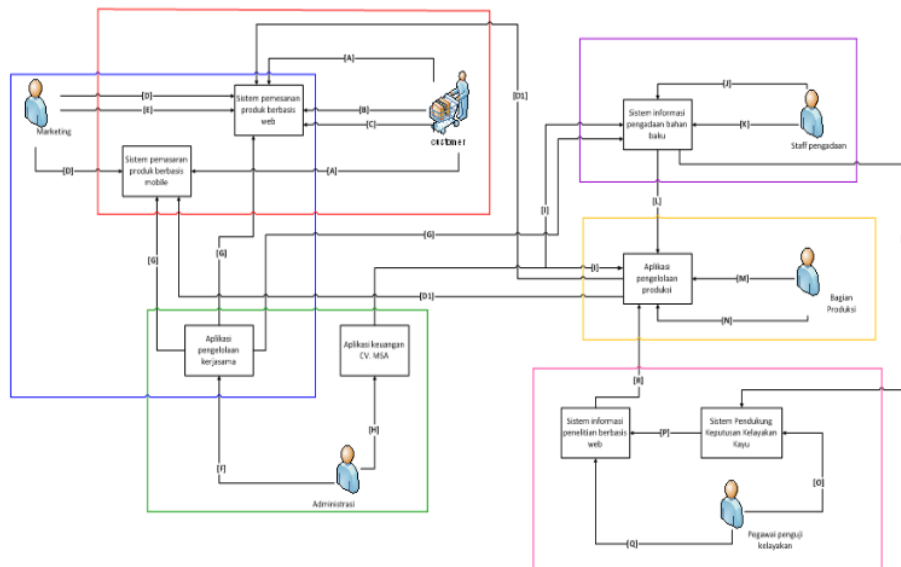 [A]
[D]
[B]
[E]
[C]
Marketing
Sistem pemesanan
produk berbasis
web
customer
[D1]
[D]
Sistem pemasaran
produk berbasis
mobile
[A]
[J]
[K]
Sistem informasi
pengadaan bahan
baku
Staff pengadaan
[I]
[L]
[G]
[G]
[G]
[I]
[D1]
Aplikasi
pengelolaan
produksi
[M]
[N]
Bagian
Produksi
Aplikasi
pengelolaan
kerjasama
Aplikasi keuangan
CV. MSA
[F]
[H]
Administrasi
[R]
Sistem informasi
penelitian berbasis
web
[P]
Sistem Pendukung
Keputusan Kelayakan
Kayu
[O]
[Q]
Pegawai penguji
kelayakan